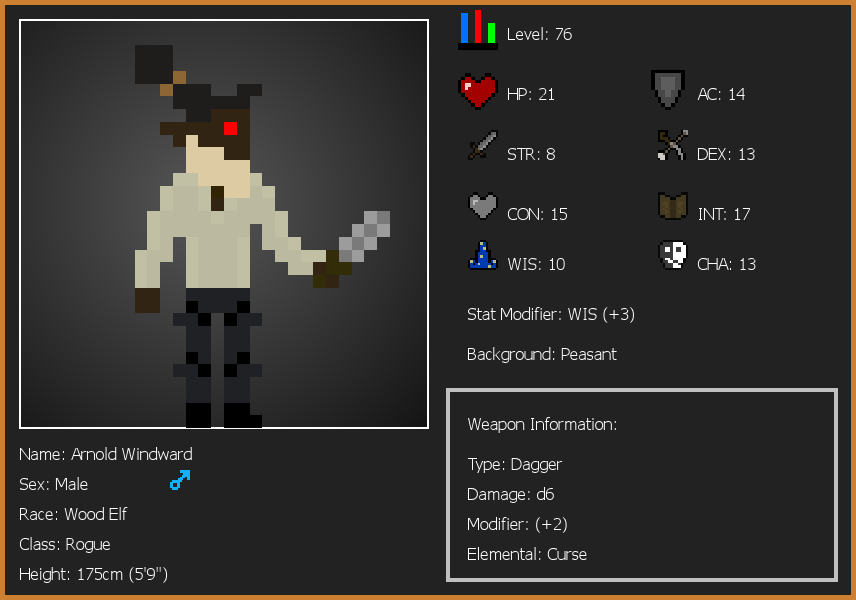 Level: 76
HP: 21
AC: 14
STR: 8
DEX: 13
CON: 15
INT: 17
WIS: 10
CHA: 13
Stat Modifier: WIS (+3)
Background: Peasant
Weapon Information:
Type: Dagger
Damage: d6
Modifier: (+2)
Elemental: Curse
Name: Arnold Windward
Sex: Male
Race: Wood Elf
Class: Rogue
Height: 175cm (5'9")